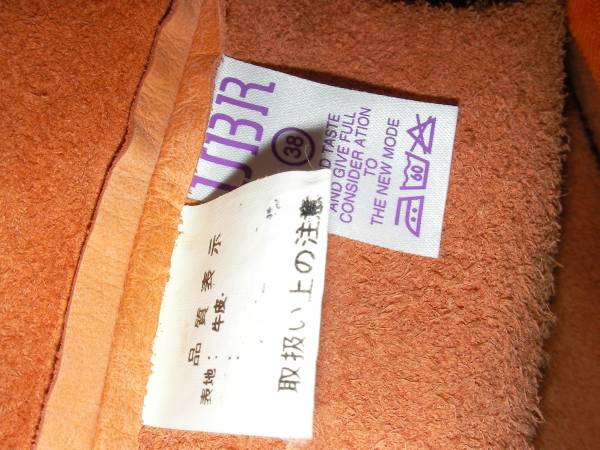 38
D TASTE
AND GIVE FULL
CONSIDER ATION
TO
THE NEW MODE
60
品質表示
表地：牛皮
：
取扱い上の注意